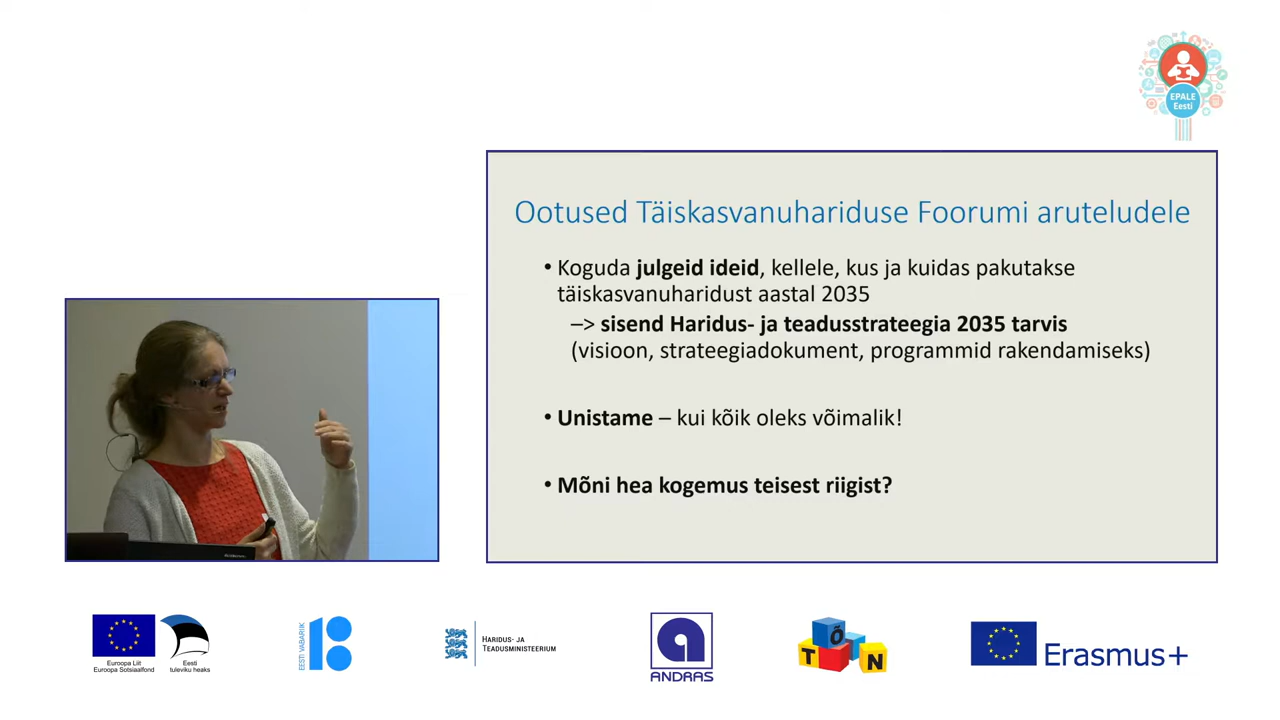 EPALE
Eesti
Ootused Täiskasvanuhariduse Foorumi aruteludele
• Koguda julgeid ideid, kellele, kus ja kuidas pakutakse
täiskasvanuharidust aastal 2035
–> sisend Haridus- ja teadusstrateegia 2035 tarvis
(visioon, strateegiadokument, programmid rakendamiseks)
• Unistame – kui kõik oleks võimalik!
• Mõni hea kogemus teisest riigist?
Euroopa Liit
Euroopa Sotsiaalfond
Eesti
tuleviku heaks
EESTI VABARIIK
100
HARIDUS- JA
TEADUSMINISTEERIUM
a
ANDRAS
TÕN
Erasmus+